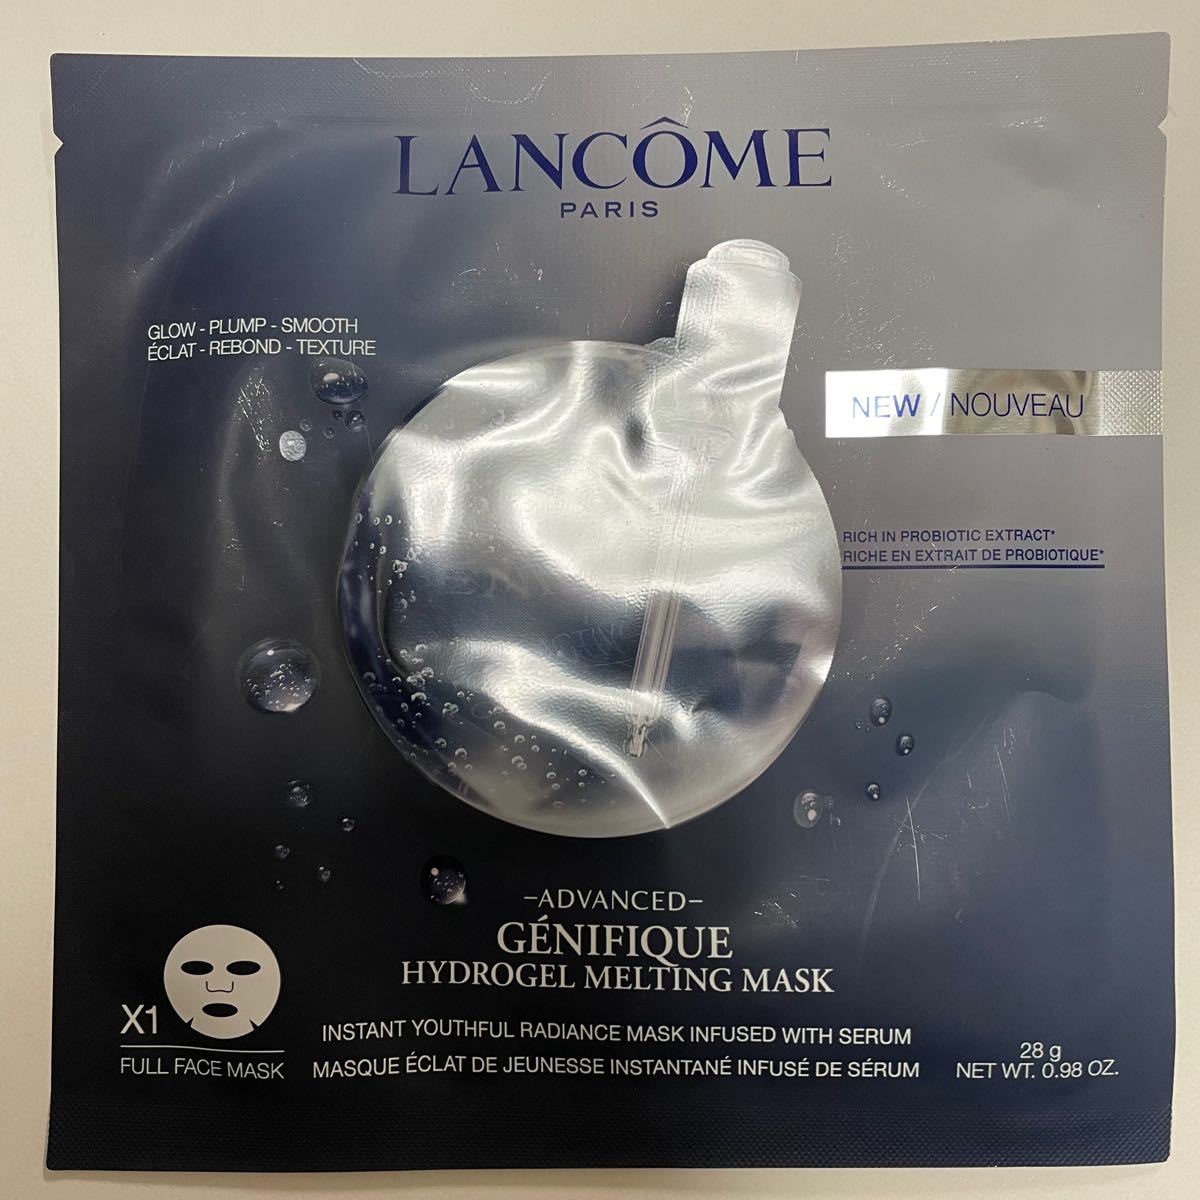 LANCÔME
PARIS
GLOW - PLUMP - SMOOTH
ÉCLAT - REBOND - TEXTURE
NEW / NOUVEAU
RICH IN PROBIOTIC EXTRACT*
RICHE EN EXTRAIT DE PROBIOTIQUE*
-ADVANCED-
GÉNIFIQUE
HYDROGEL MELTING MASK
X1
FULL FACE MASK
INSTANT YOUTHFUL RADIANCE MASK INFUSED WITH SERUM
MASQUE ÉCLAT DE JEUNESSE INSTANTANÉ INFUSÉ DE SÉRUM
28 g
NET WT. 0.98 OZ.